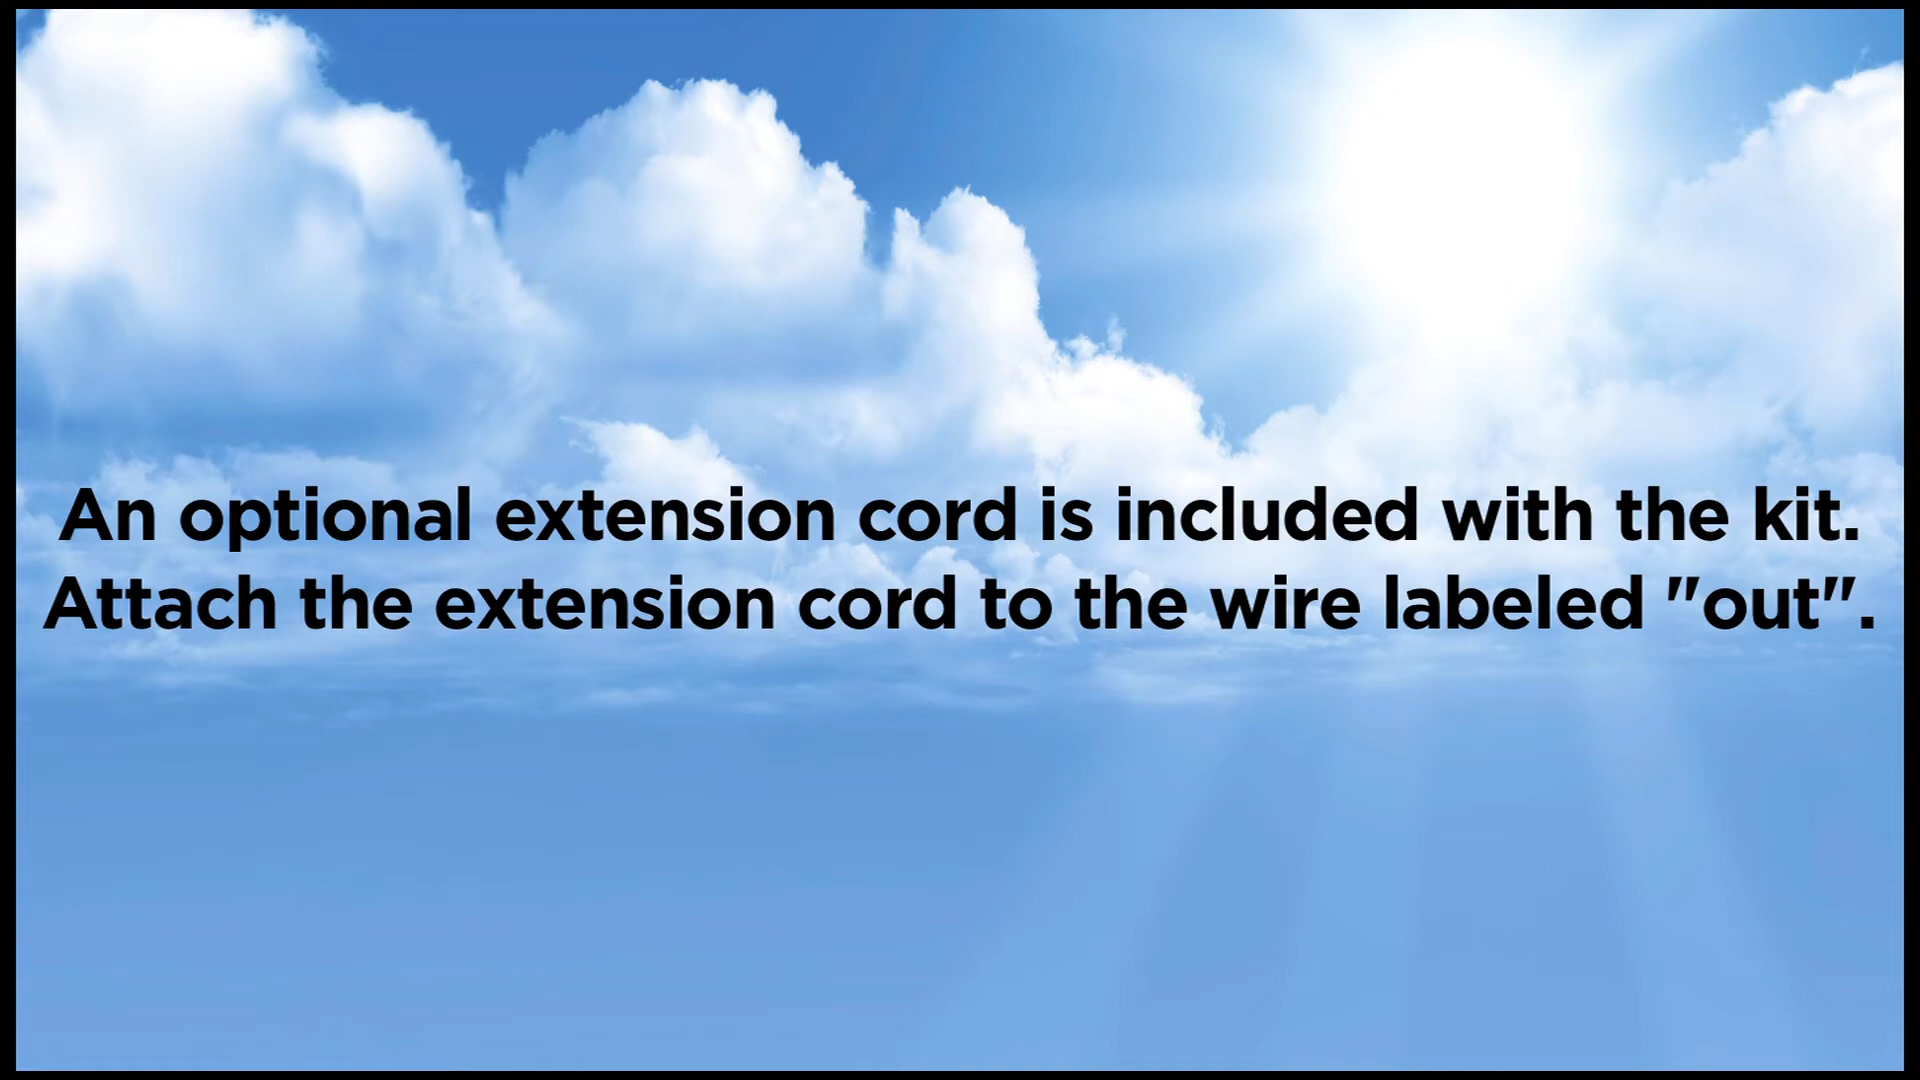 An optional extension cord is included with the kit.
Attach the extension cord to the wire labeled "out".